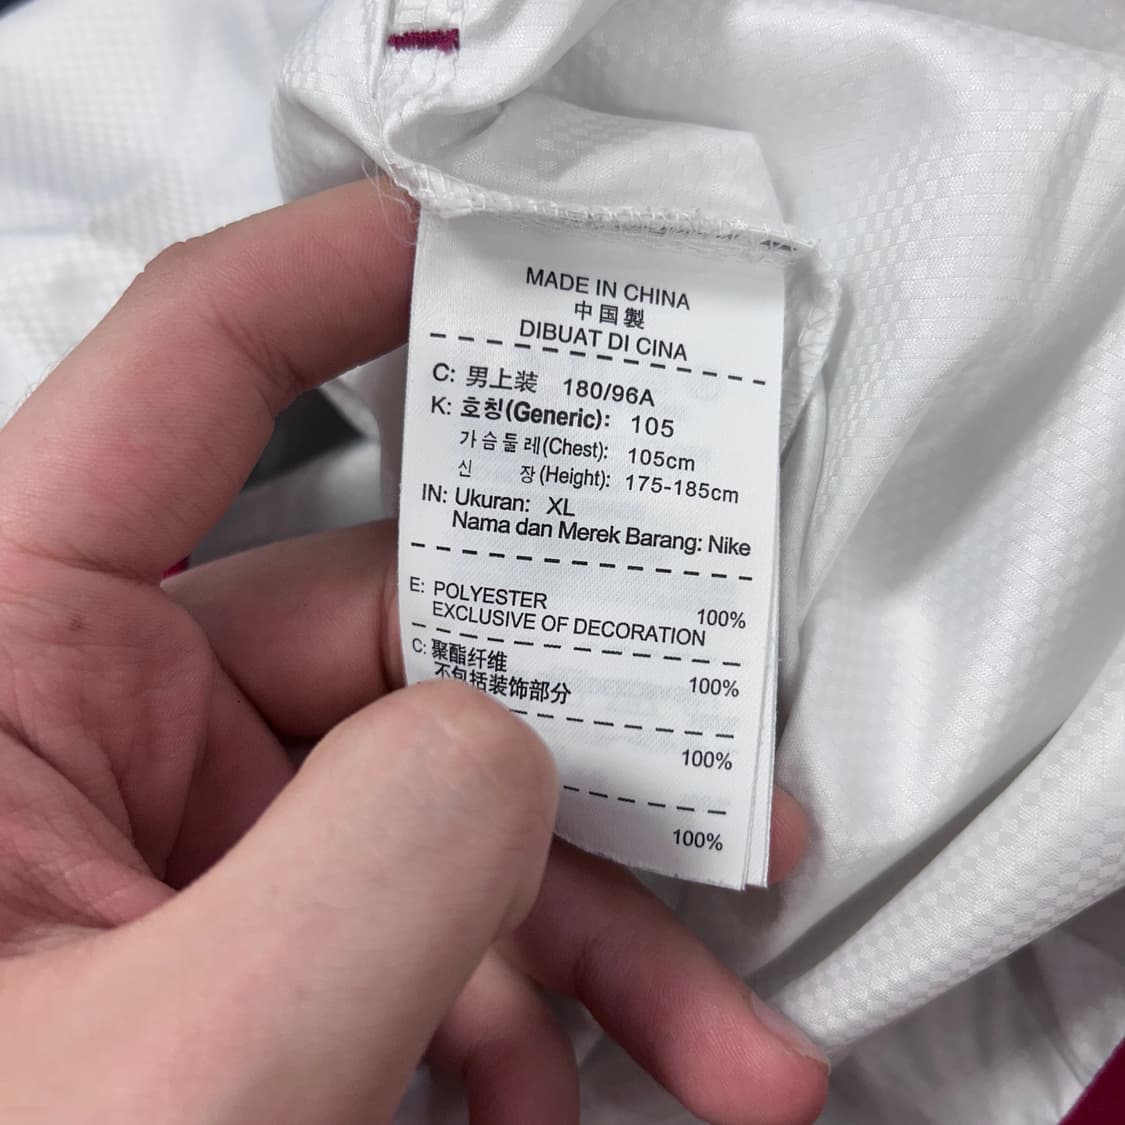 MADE IN CHINA
中国製
DIBUAT DI CINA
C: 男上装 180/96A
K: 호칭(Generic): 105
가슴둘레(Chest): 105cm
신 장(Height): 175-185cm
IN: Ukuran: XL
Nama dan Merek Barang: Nike
E: POLYESTER 100%
EXCLUSIVE OF DECORATION
C: 聚酯纤维 100%
不包括装饰部分
100%
100%